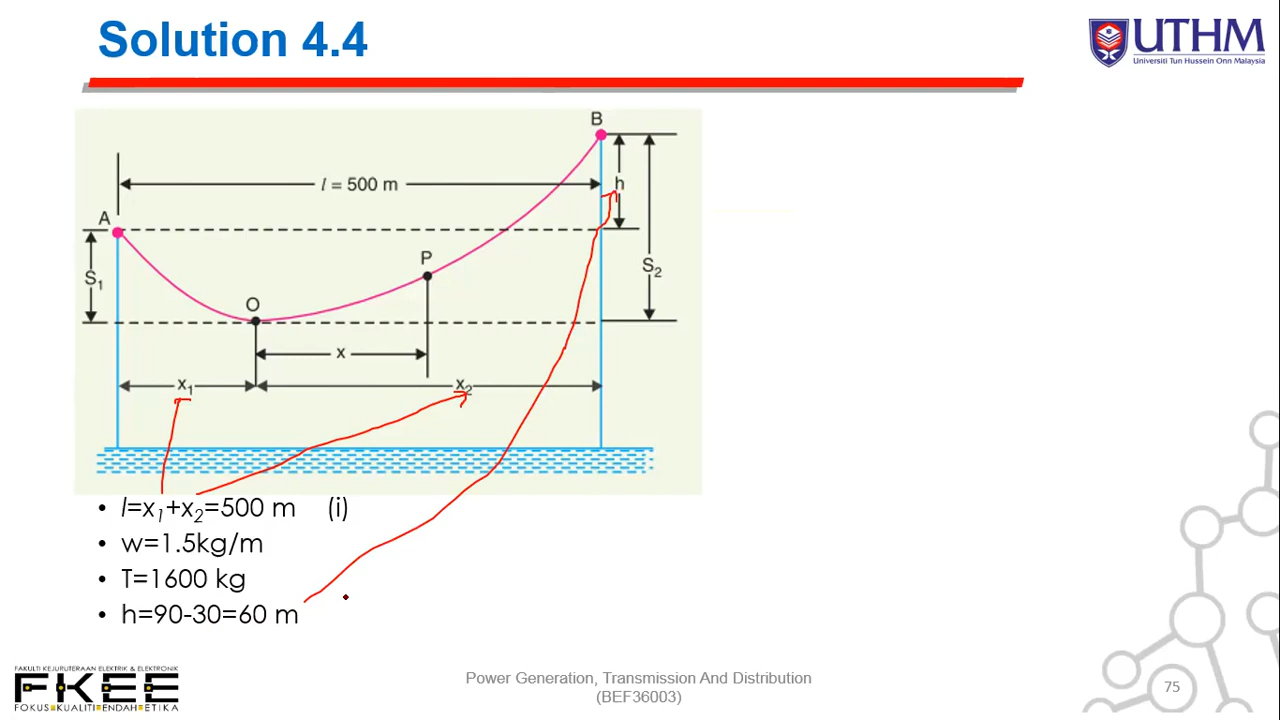 Solution 4.4
UTHM
Universiti Tun Hussein Onn Malaysia
B
l = 500 m
h
A
S1
S2
P
O
x
x1
x2
• l=x1+x2=500 m (i)
• w=1.5kg/m
• T=1600 kg
• h=90-30=60 m
FAKULTI KEJURUTERAAN ELEKTRIK & ELEKTRONIK
FKEE
FOKUS•KUALITI•ENDAH•ETIKA
Power Generation, Transmission And Distribution
(BEF36003)
75